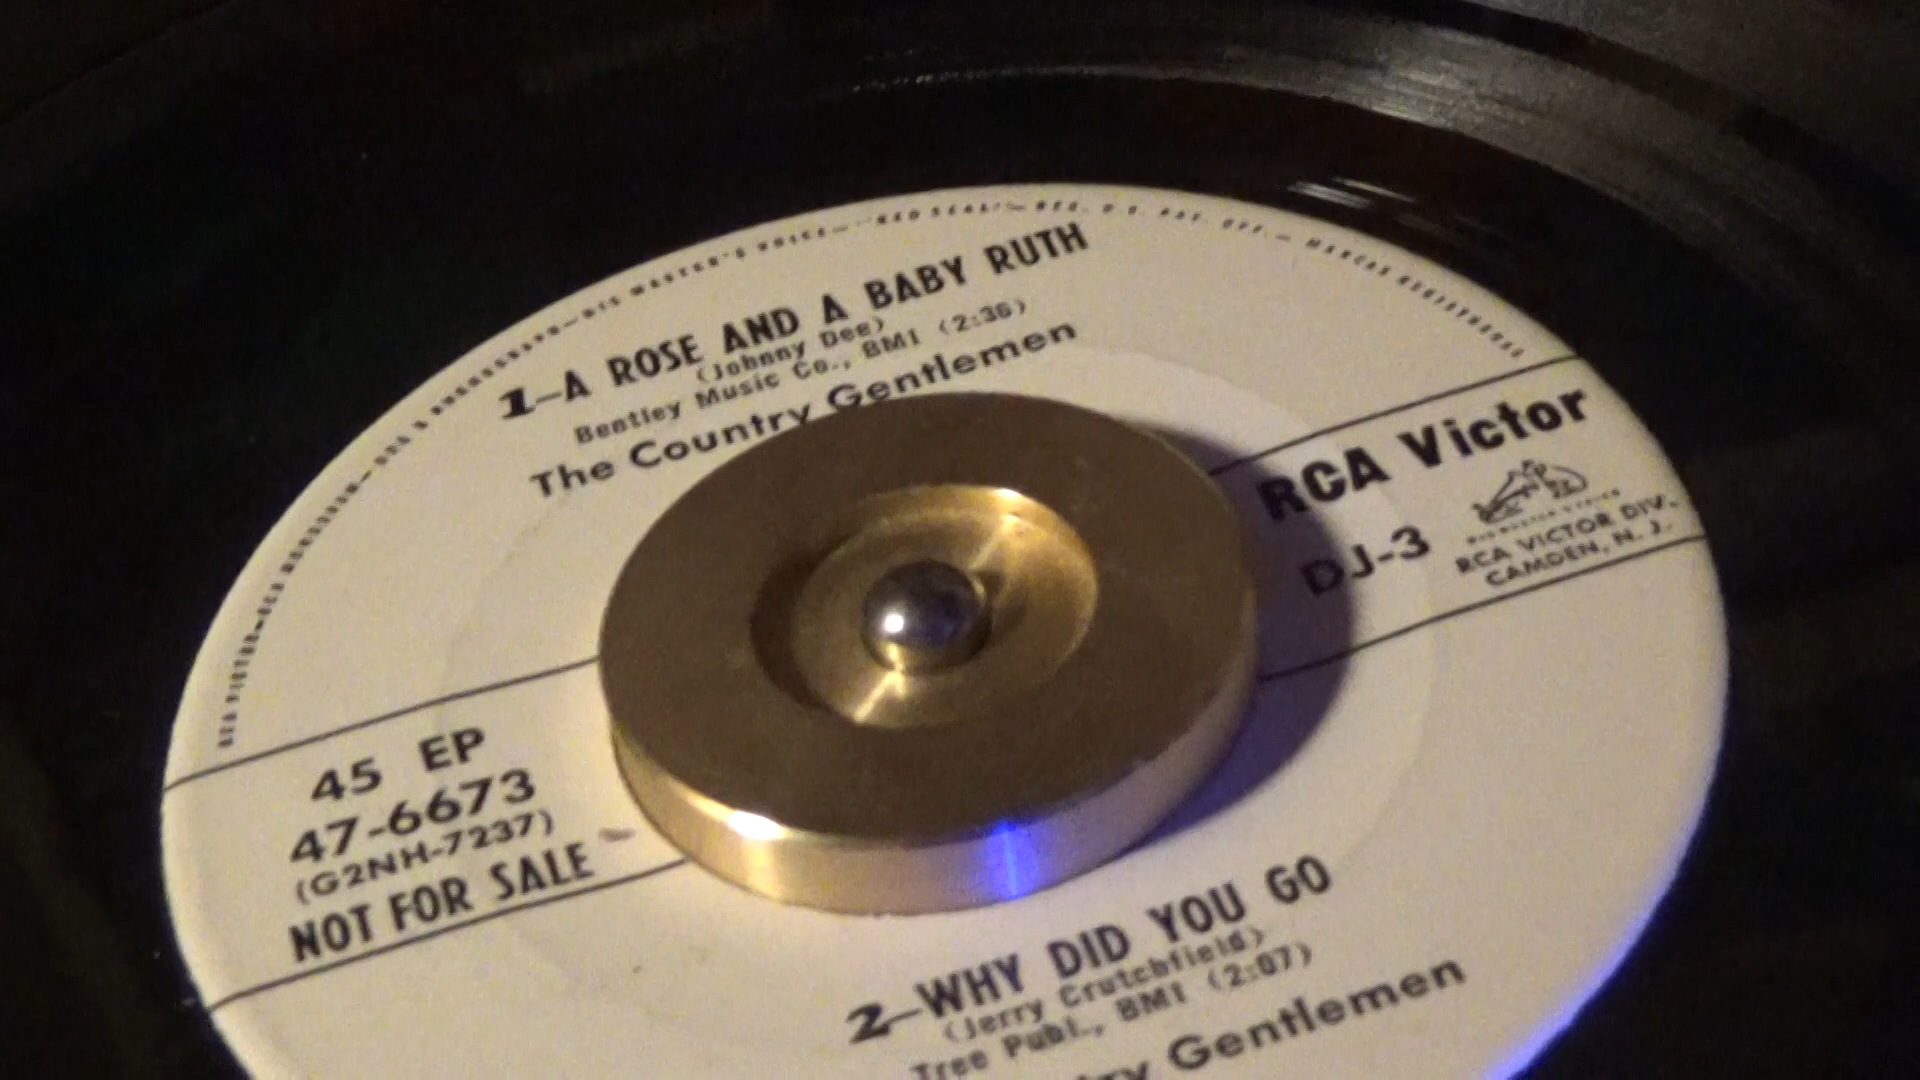 1—A ROSE AND A BABY RUTH
(Johnny Dee)
Bentley Music Co., BMI (2:36)
The Country Gentlemen
RCA Victor
DJ-3
RCA VICTOR DIV.
CAMDEN, N. J.
45 EP
47-6673
(G2NH-7237)
NOT FOR SALE
2—WHY DID YOU GO
(Jerry Crutchfield)
Tree Publ., BMI (2:07)
Gentlemen